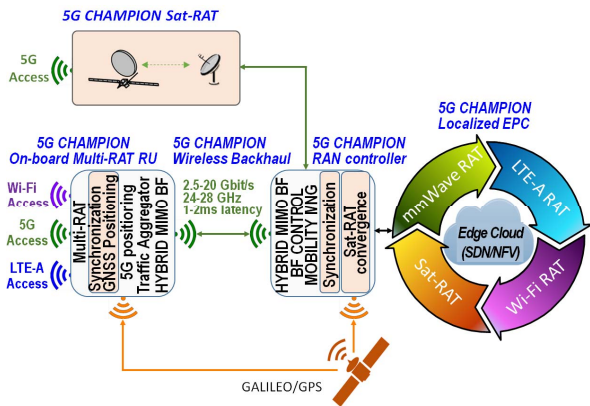 5G CHAMPION Sat-RAT
5G
Access
5G CHAMPION
On-board Multi-RAT RU
5G CHAMPION
Wireless Backhaul
5G CHAMPION
RAN controller
5G CHAMPION
Localized EPC
Wi-Fi
Access
5G
Access
LTE-A
Access
Multi-RAT
Synchronization
GNSS Positioning
5G positioning
Traffic Aggregator
HYBRID MIMO BF
2.5-20 Gbit/s
24-28 GHz
1-2ms latency
HYBRID MIMO BF
BF CONTROL
MOBILITY MNG
Synchronization
Sat-RAT
convergence
mmWave RAT
LTE-A RAT
Wi-Fi RAT
Sat-RAT
Edge Cloud
(SDN/NFV)
GALILEO/GPS